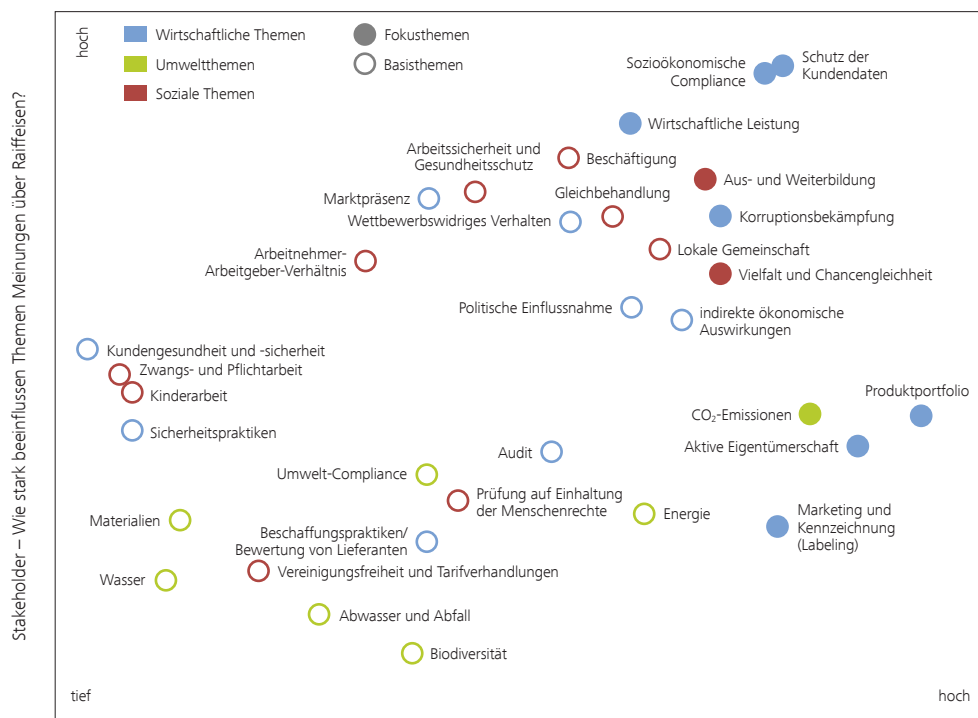 Stakeholder – Wie stark beeinflussen Themen Meinungen über Raiffeisen?
hoch
Wirtschaftliche Themen
Umweltthemen
Soziale Themen
Fokusthemen
Basisthemen
Sozioökonomische
Compliance
Schutz der
Kundendaten
Wirtschaftliche Leistung
Arbeitssicherheit und
Gesundheitsschutz
Beschäftigung
Aus- und Weiterbildung
Marktpräsenz
Gleichbehandlung
Wettbewerbswidriges Verhalten
Korruptionsbekämpfung
Arbeitnehmer-
Arbeitgeber-Verhältnis
Lokale Gemeinschaft
Vielfalt und Chancengleichheit
Politische Einflussnahme
indirekte ökonomische
Auswirkungen
Kundengesundheit und -sicherheit
Zwangs- und Pflichtarbeit
Kinderarbeit
Sicherheitspraktiken
Produktportfolio
CO₂-Emissionen
Aktive Eigentümerschaft
Audit
Umwelt-Compliance
Prüfung auf Einhaltung
der Menschenrechte
Energie
Marketing und
Kennzeichnung
(Labeling)
Materialien
Beschaffungspraktiken/
Bewertung von Lieferanten
Wasser
Vereinigungsfreiheit und Tarifverhandlungen
Abwasser und Abfall
Biodiversität
tief
hoch